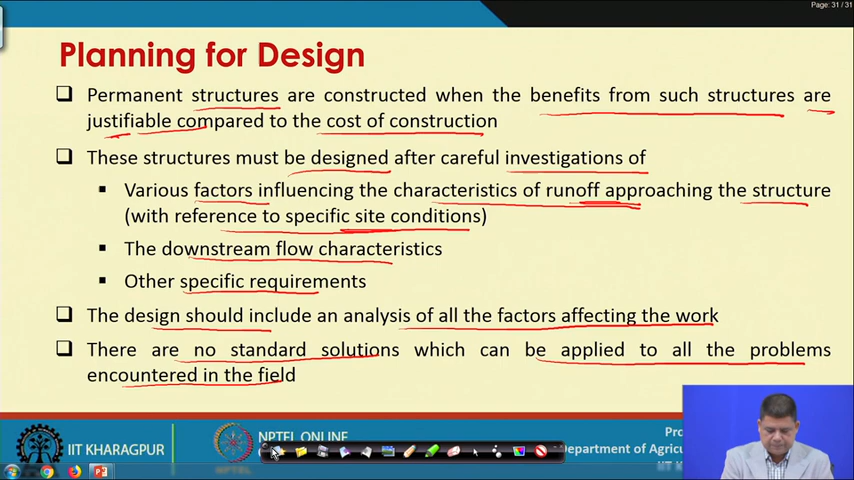 Page: 31 / 31
Planning for Design
❑ Permanent structures are constructed when the benefits from such structures are
justifiable compared to the cost of construction
❑ These structures must be designed after careful investigations of
▪ Various factors influencing the characteristics of runoff approaching the structure
(with reference to specific site conditions)
▪ The downstream flow characteristics
▪ Other specific requirements
❑ The design should include an analysis of all the factors affecting the work
❑ There are no standard solutions which can be applied to all the problems
encountered in the field
IIT KHARAGPUR
NPTEL ONLINE
Department of Agricu
IIT K